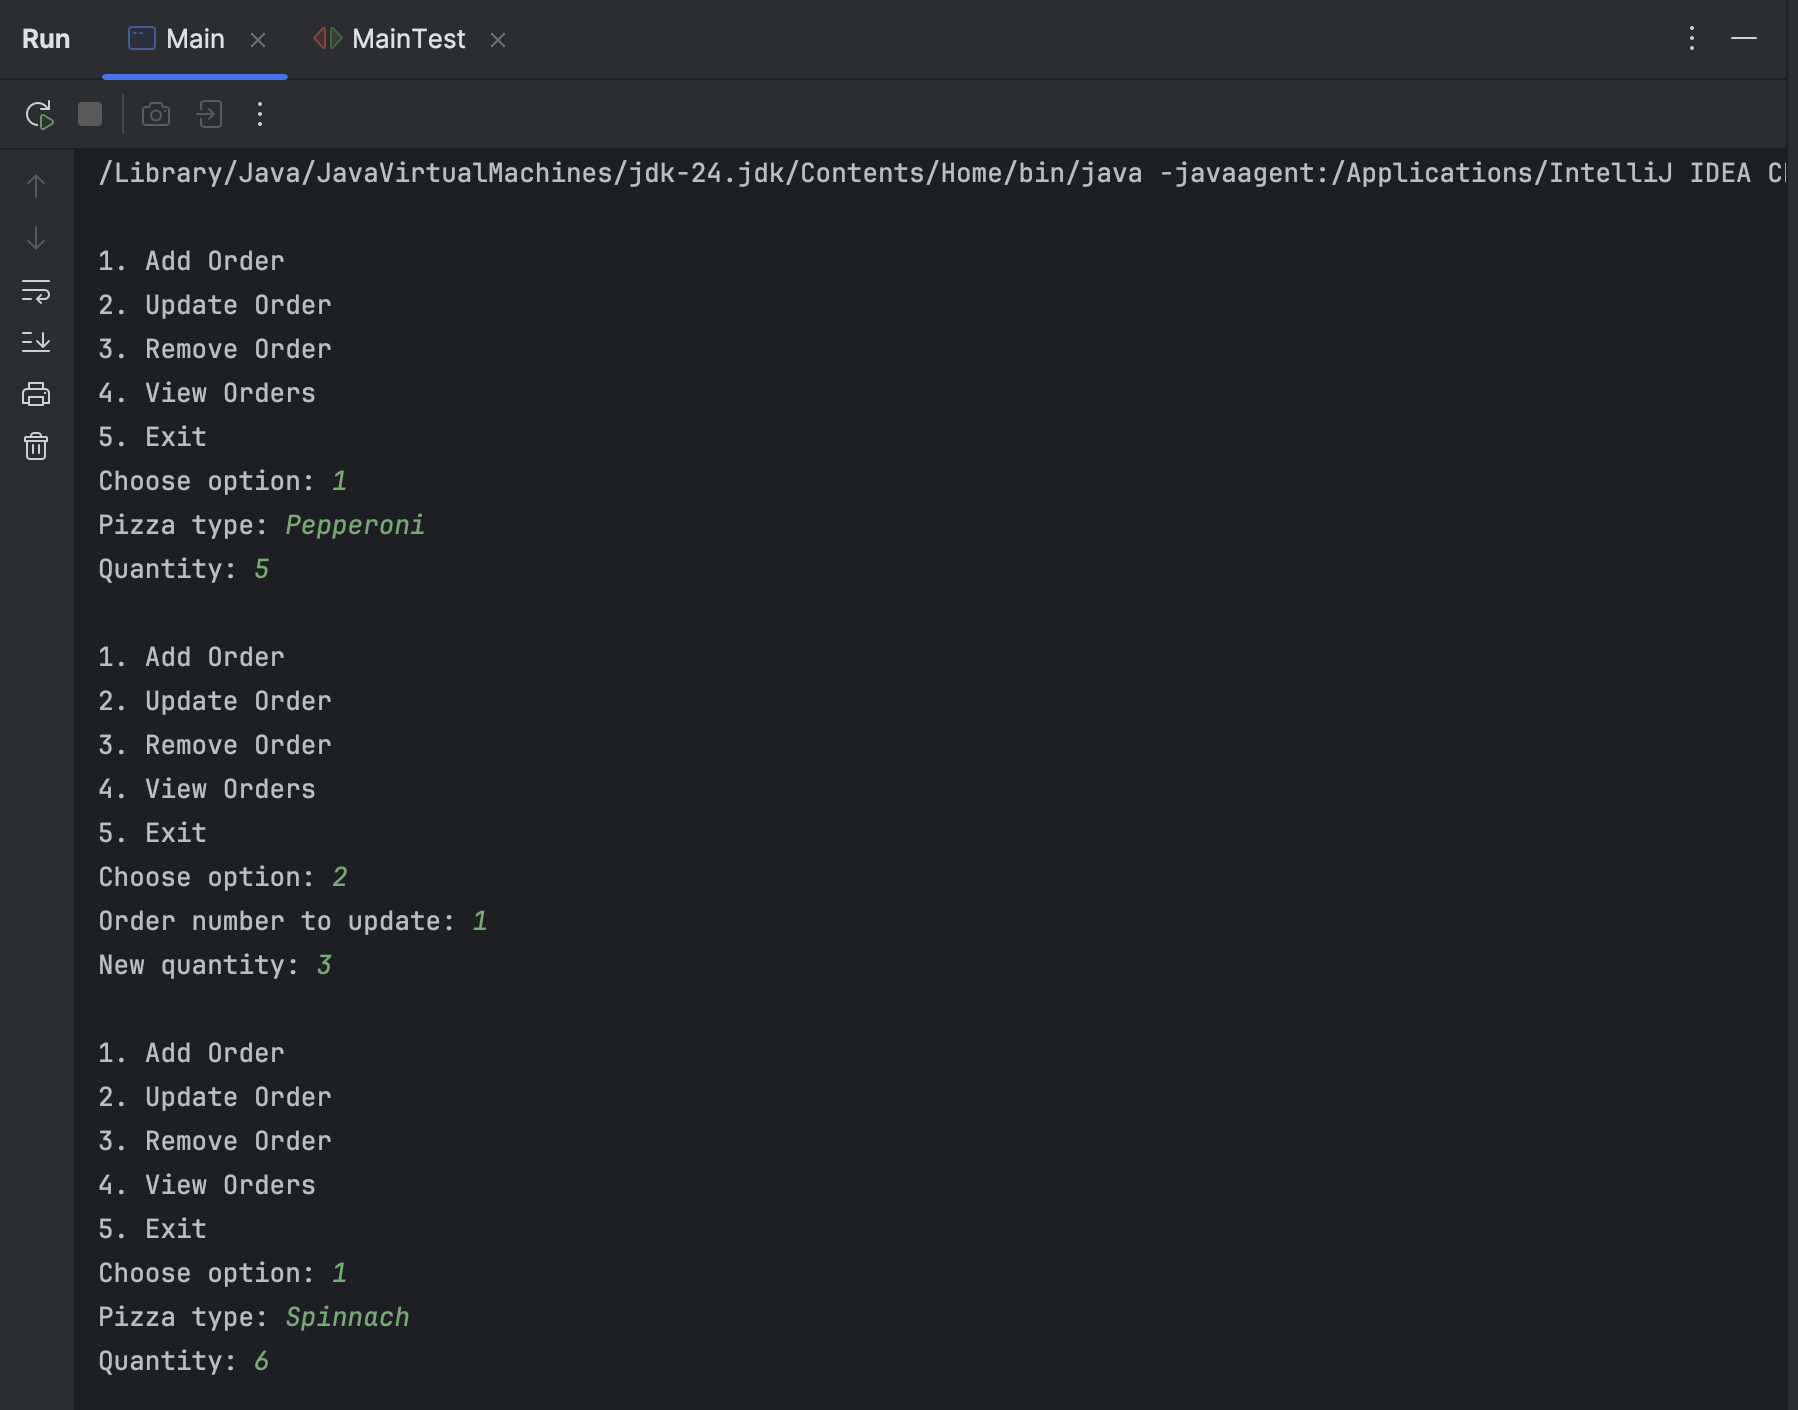 Run Main MainTest
/Library/Java/JavaVirtualMachines/jdk-24.jdk/Contents/Home/bin/java -javaagent:/Applications/IntelliJ IDEA
1. Add Order
2. Update Order
3. Remove Order
4. View Orders
5. Exit
Choose option: 1
Pizza type: Pepperoni
Quantity: 5
1. Add Order
2. Update Order
3. Remove Order
4. View Orders
5. Exit
Choose option: 2
Order number to update: 1
New quantity: 3
1. Add Order
2. Update Order
3. Remove Order
4. View Orders
5. Exit
Choose option: 1
Pizza type: Spinnach
Quantity: 6